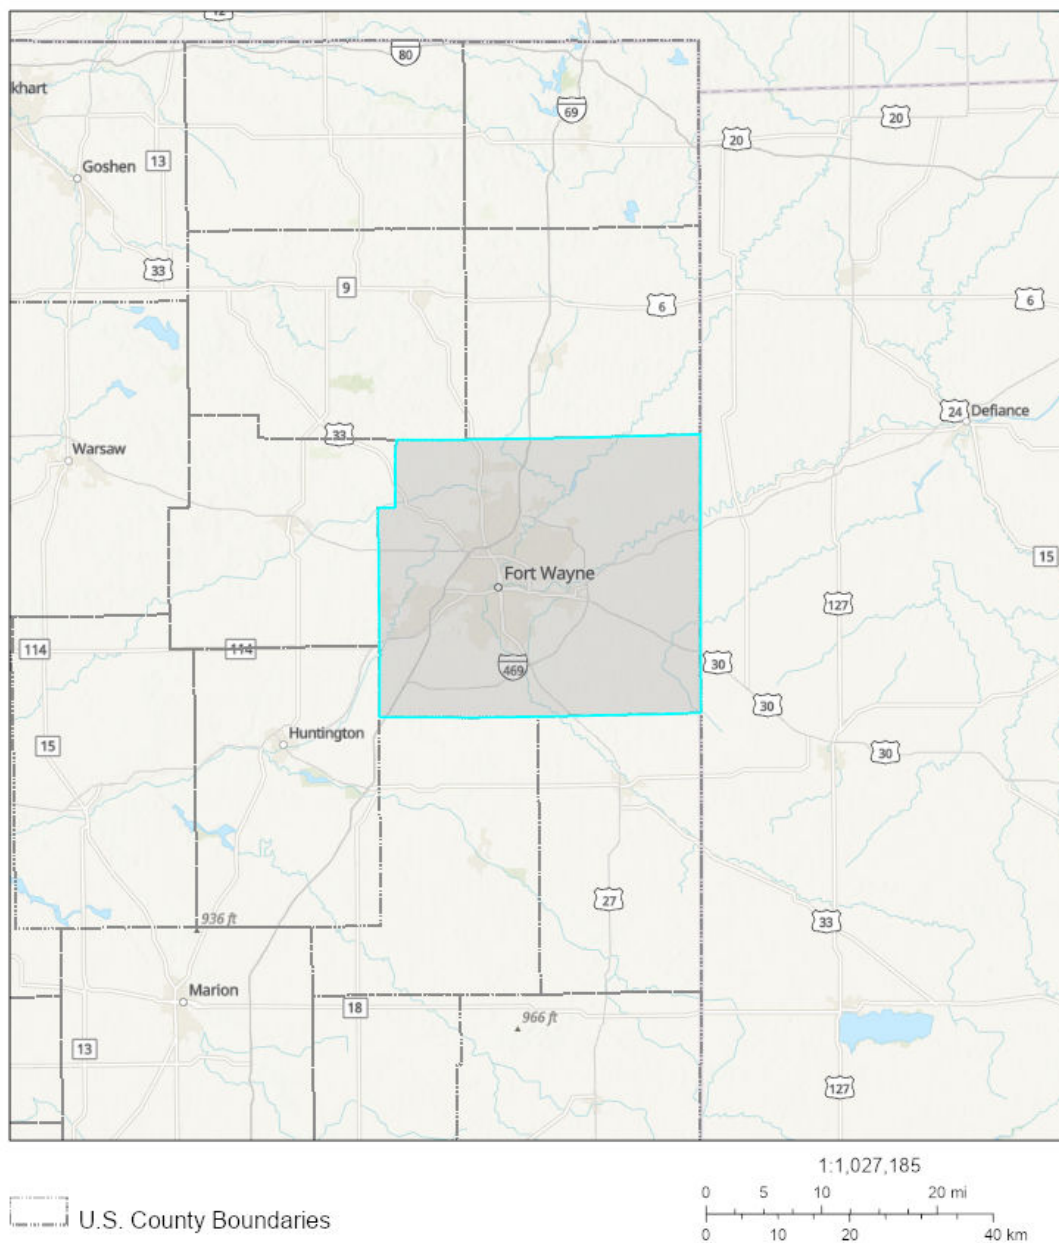 12
80
khart
69
20
20
Goshen
13
33
9
6
6
24 Defiance
33
Warsaw
15
Fort Wayne
127
114
114
469
30
30
15
Huntington
30
936 ft
27
33
Marion
18
966 ft
13
127
1:1,027,185
0 5 10 20 mi
U.S. County Boundaries
0 10 20 40 km